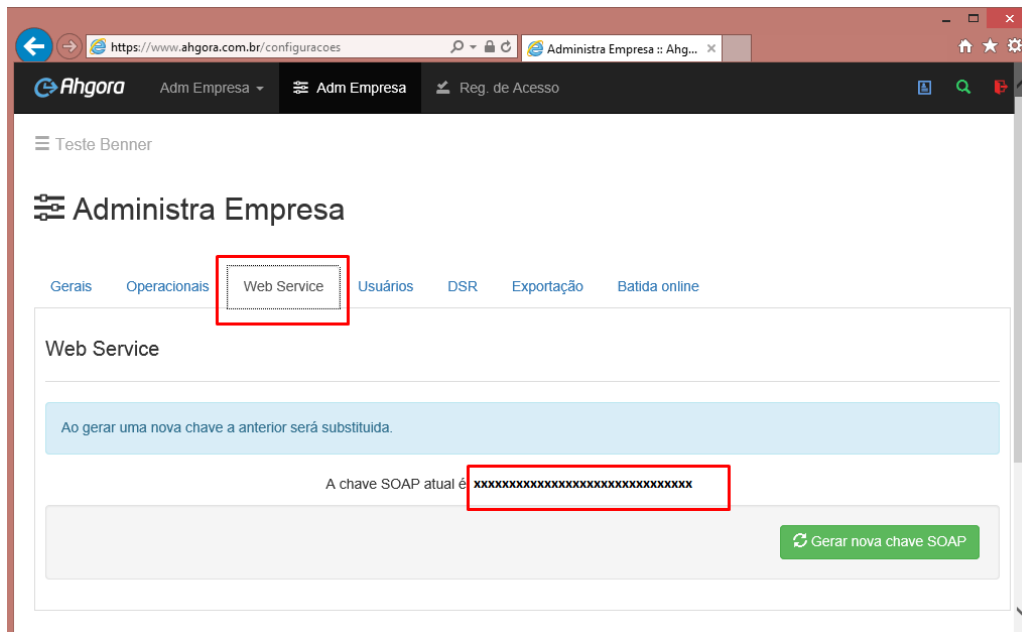 https://www.ahgora.com.br/configuracoes
Administra Empresa :: Ahg...
Ahgora
Adm Empresa
Adm Empresa
Reg. de Acesso
Teste Benner
Administra Empresa
Gerais
Operacionais
Web Service
Usuários
DSR
Exportação
Batida online
Web Service
Ao gerar uma nova chave a anterior será substituida.
A chave SOAP atual é xxxxxxxxxxxxxxxxxxxxxxxxxxxxxxxx
Gerar nova chave SOAP